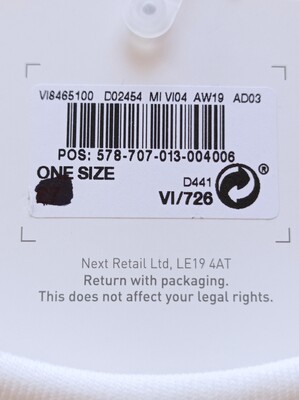 VI8465100 D02454 MI VI04 AW19 AD03
POS: 578-707-013-004006
ONE SIZE
D441
VI/726
®
Next Retail Ltd, LE19 4AT
Return with packaging.
This does not affect your legal rights.